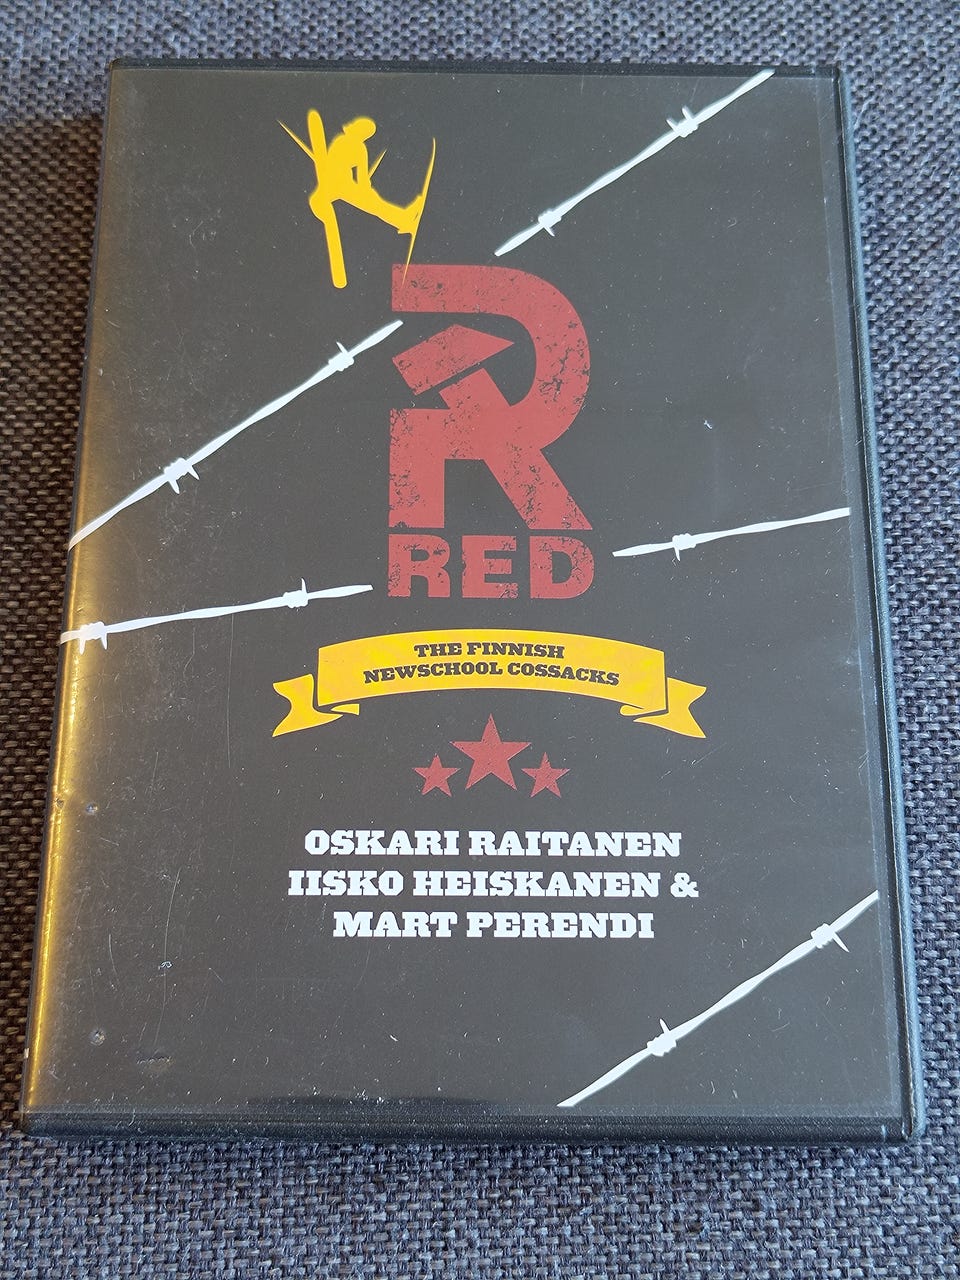 R
RED
THE FINNISH
NEWSCHOOL COSSACKS
OSKARI RAITANEN
IISKO HEISKANEN &
MART PERENDI